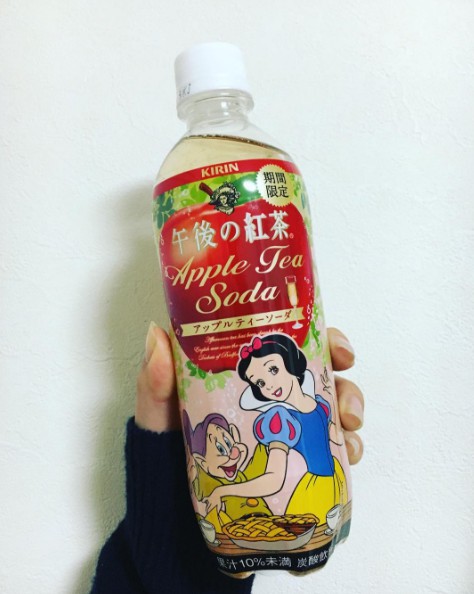 KIRIN
期間
限定
午後の紅茶®
Apple Tea
Soda
アップルティーソーダ
果汁10%未満 炭酸飲